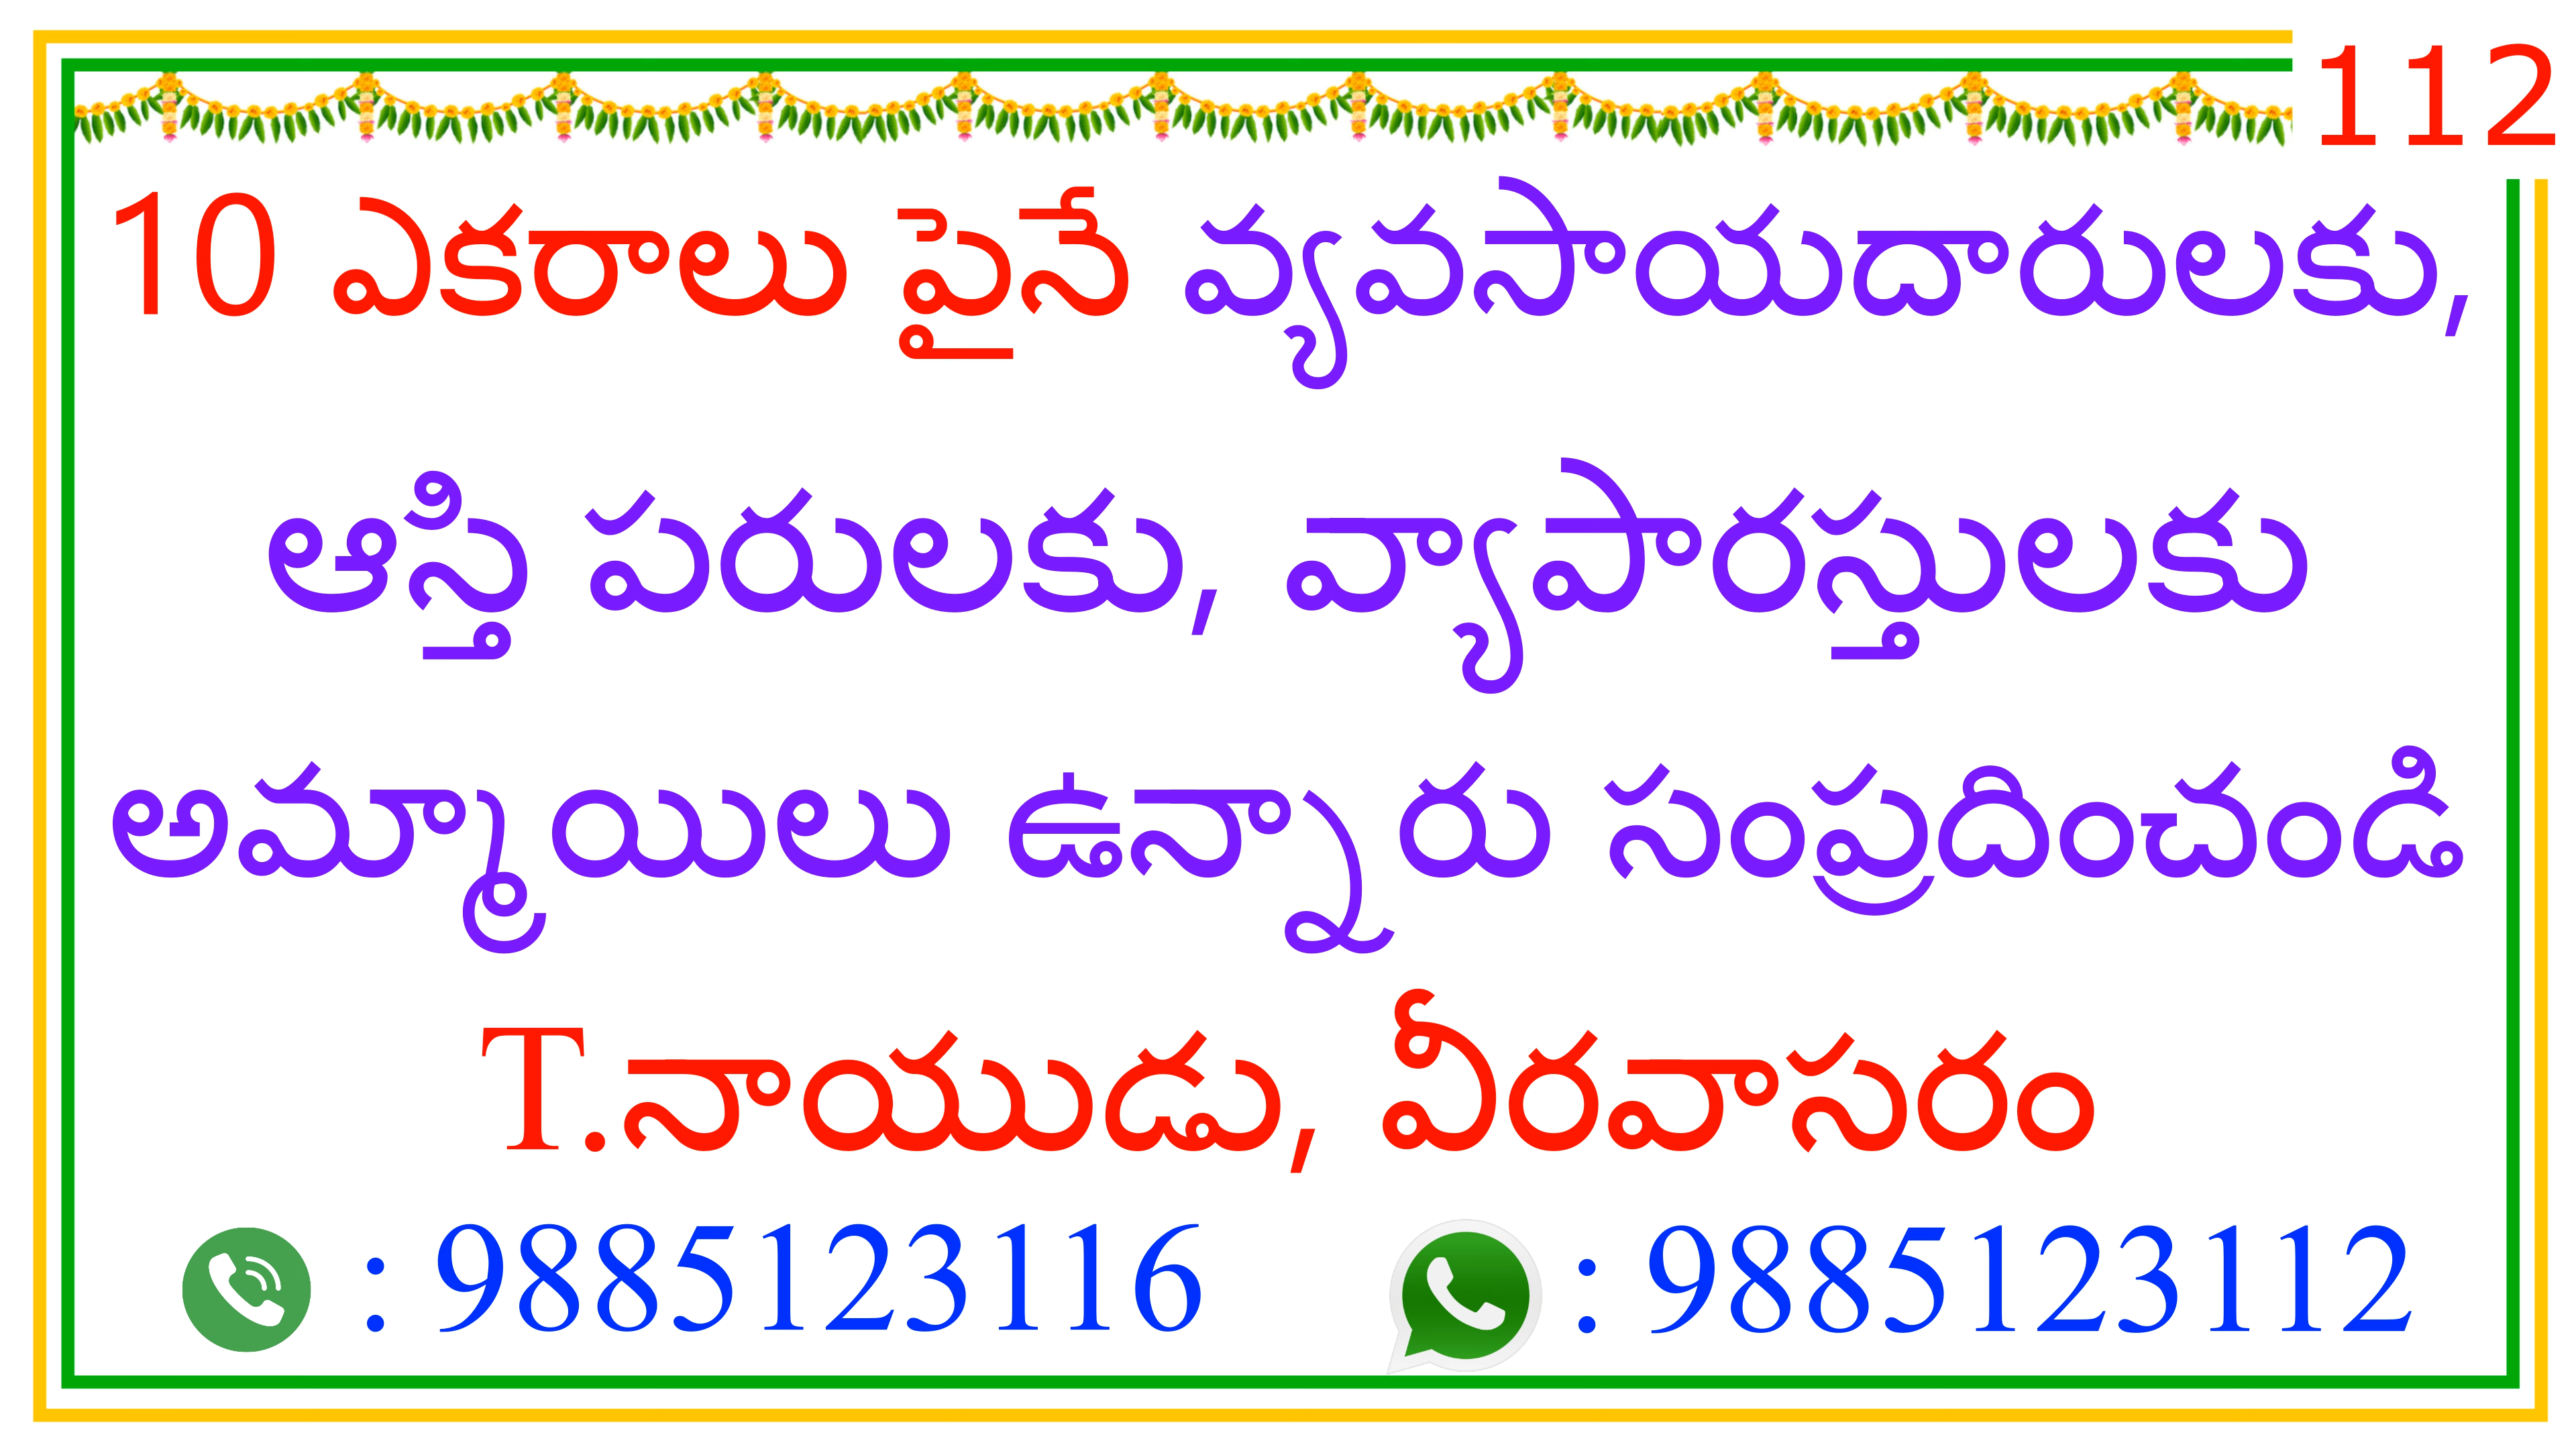 112
10 ఎకరాలు పైనే వ్యవసాయదారులకు,
ఆస్తి పరులకు, వ్యాపారస్తులకు
అమ్మాయిలు ఉన్నారు సంప్రదించండి
T.నాయుడు, వీరవాసరం
: 9885123116 : 9885123112